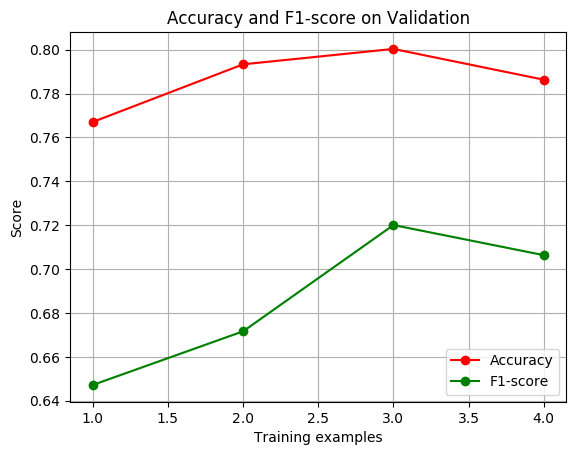 Accuracy and F1-score on Validation
Score
0.80
0.78
0.76
0.74
0.72
0.70
0.68
0.66
0.64
Accuracy
F1-score
1.0 1.5 2.0 2.5 3.0 3.5 4.0
Training examples